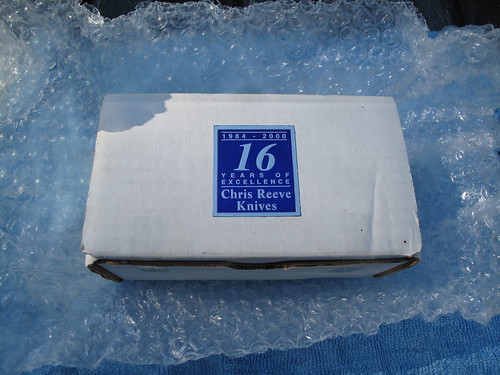 1984 - 2000
16
YEARS OF
EXCELLENCE
Chris Reeve
Knives